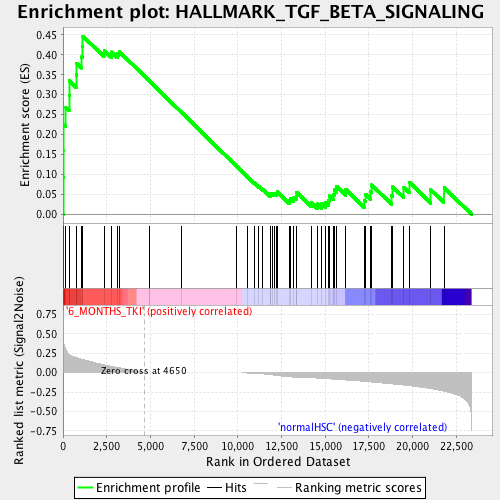 Enrichment plot: HALLMARK_TGF_BETA_SIGNALING
Enrichment score (ES)
0.45
0.40
0.35
0.30
0.25
0.20
0.15
0.10
0.05
0.00
'6_MONTHS_TKI' (positively correlated)
Ranked list metric (Signal2Noise)
0.75
0.50
0.25
0.00
-0.25
-0.50
-0.75
Zero cross at 4650
'normalHSC' (negatively correlated)
0
2,500
5,000
7,500
10,000
12,500
15,000
17,500
20,000
22,500
Rank in Ordered Dataset
Enrichment profile
Hits
Ranking metric scores